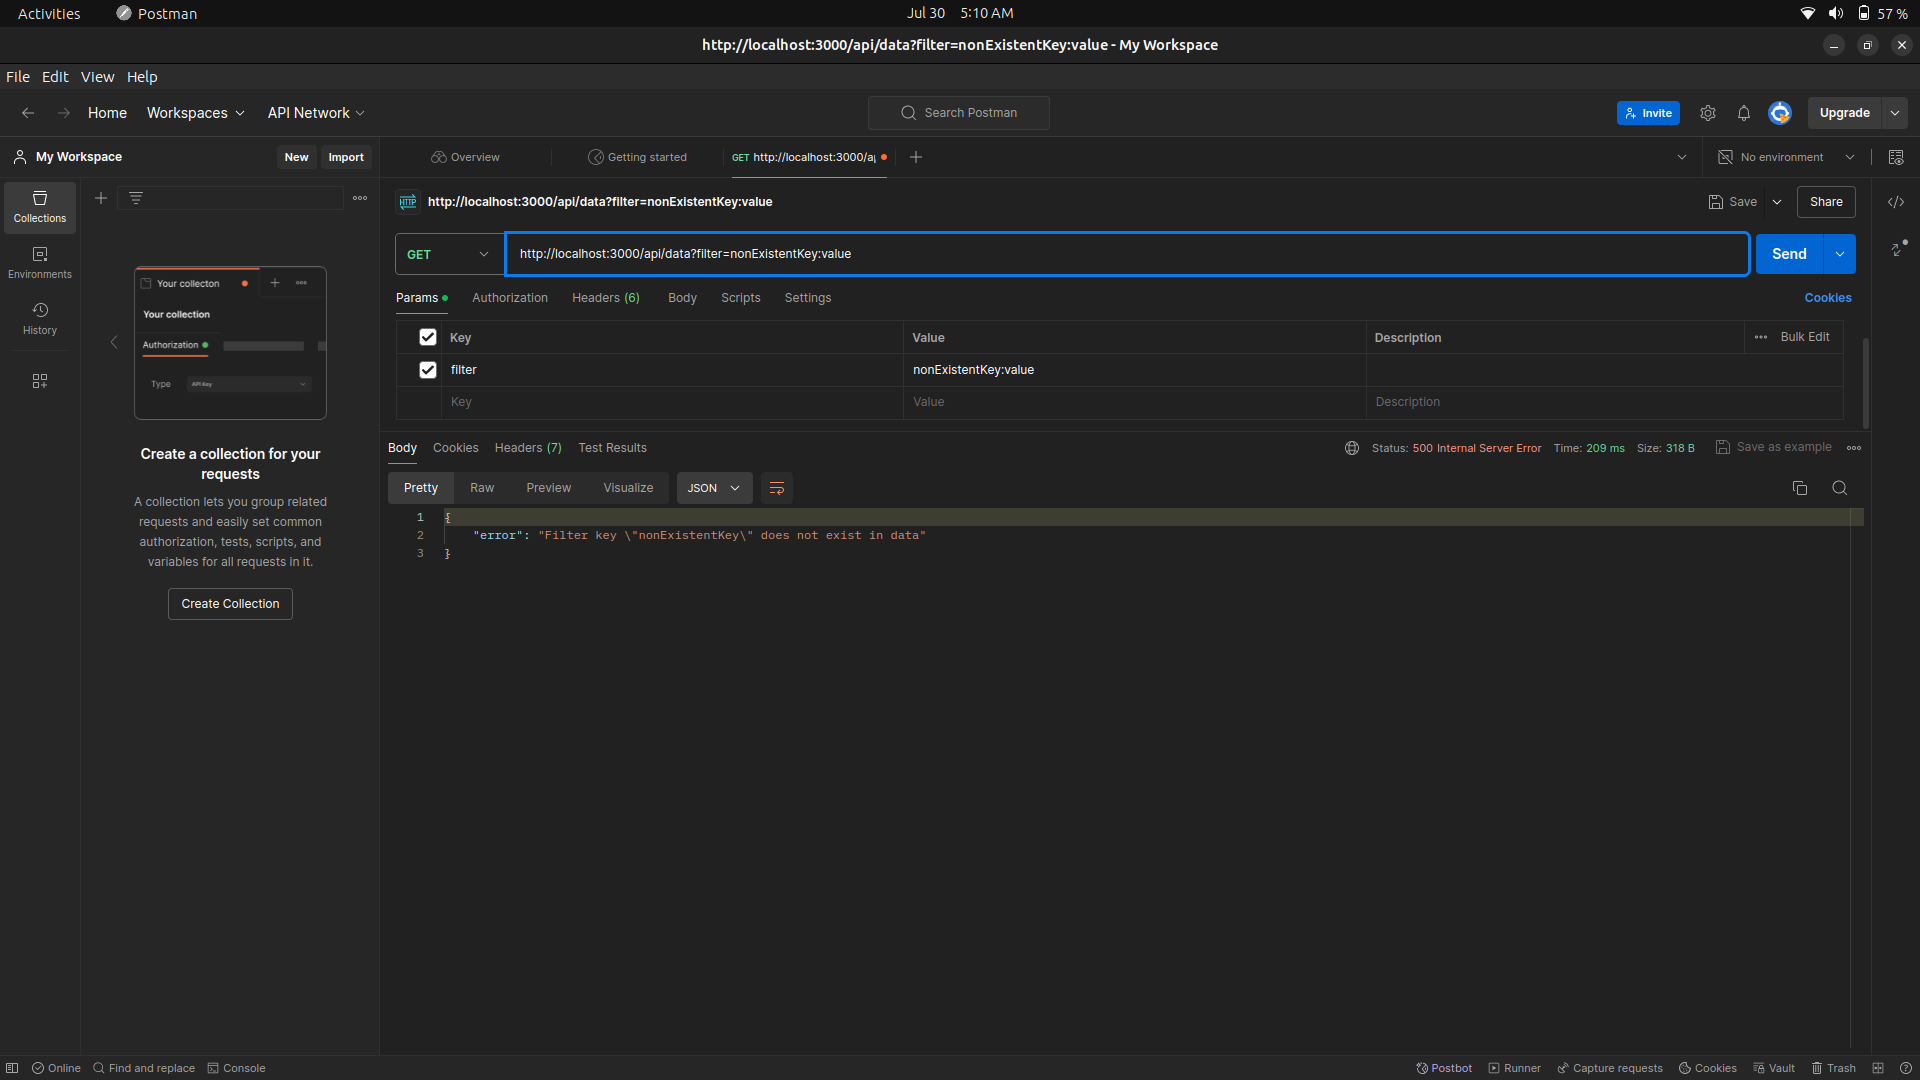 Activities Postman Jul 30 5:10 AM 57 %
http://localhost:3000/api/data?filter=nonExistentKey:value - My Workspace
File Edit View Help
Home Workspaces API Network Search Postman Invite Upgrade
My Workspace New Import Overview Getting started GET http://localhost:3000/a No environment
HTTP http://localhost:3000/api/data?filter=nonExistentKey:value Save Share
Collections
GET http://localhost:3000/api/data?filter=nonExistentKey:value Send
Environments
History
Params Authorization Headers (6) Body Scripts Settings Cookies
Key Value Description Bulk Edit
filter nonExistentKey:value
Key Value Description
Your collecton
Your collection
Authorization
Type API Key
Create a collection for your
requests
A collection lets you group related
requests and easily set common
authorization, tests, scripts, and
variables for all requests in it.
Create Collection
Body Cookies Headers (7) Test Results Status: 500 Internal Server Error Time: 209 ms Size: 318 B Save as example
Pretty Raw Preview Visualize JSON
1 {
2 "error": "Filter key \"nonExistentKey\" does not exist in data"
3 }
Online Find and replace Console Postbot Runner Capture requests Cookies Vault Trash